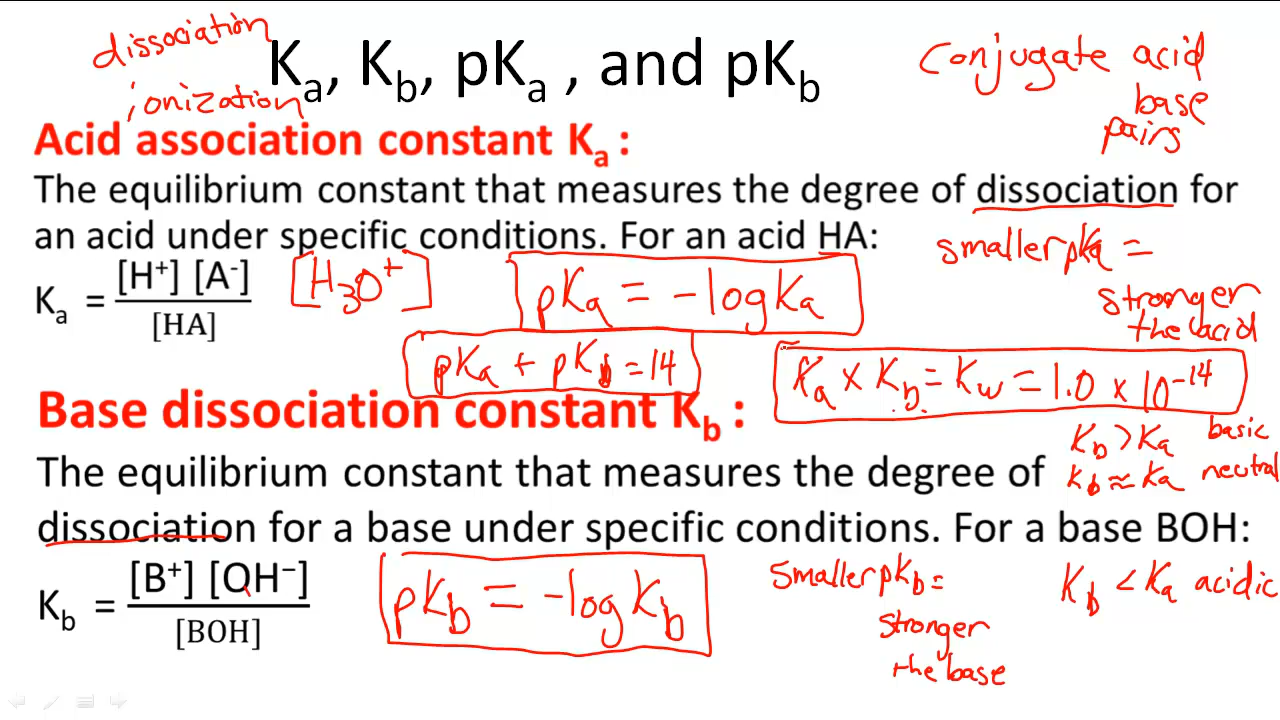 dissociation
ionization
Ka, Kb, pKa , and pKb
conjugate acid
base
pairs
Acid association constant Ka :
The equilibrium constant that measures the degree of dissociation for
an acid under specific conditions. For an acid HA:
Ka = [H+] [A-]
[HA]
[H3O+]
pKa = -log Ka
smaller pKa =
stronger
the acid
pKa + pKb = 14
Ka x Kb = Kw = 1.0 x 10-14
Base dissociation constant Kb :
Kb > Ka basic
Kb ≈ Ka neutral
The equilibrium constant that measures the degree of
dissociation for a base under specific conditions. For a base BOH:
Kb = [B+] [OH–]
[BOH]
pKb = -log Kb
smaller pKb =
stronger
the base
Kb < Ka acidic